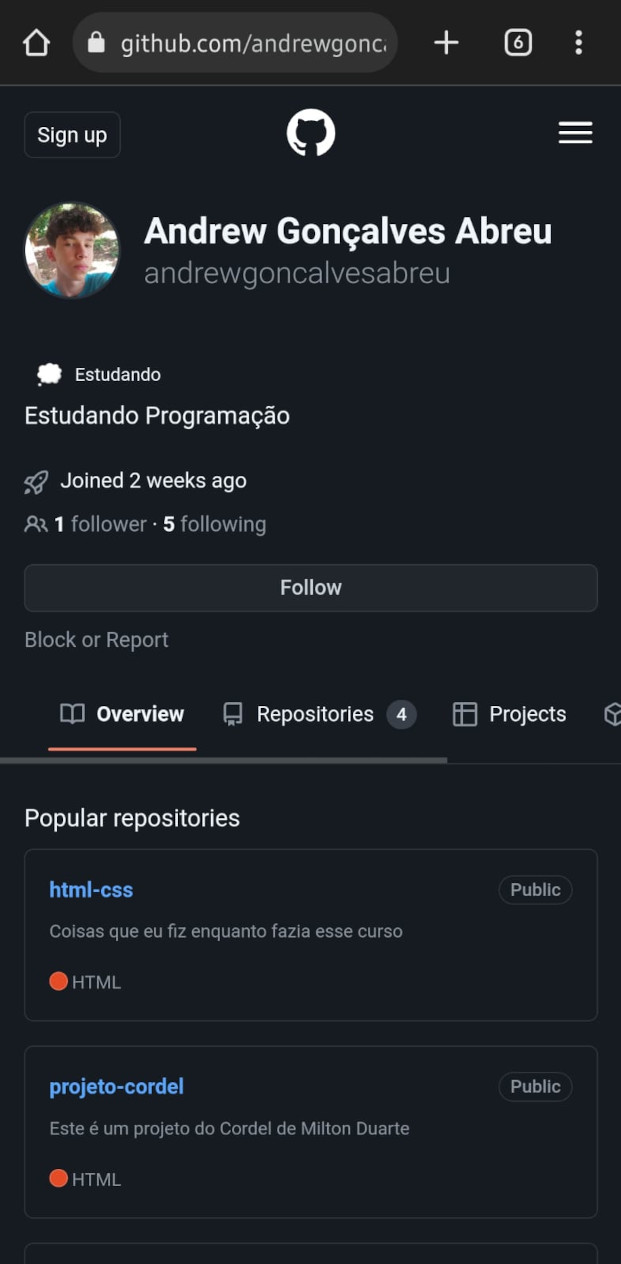 github.com/andrewgonc
6
Sign up
Andrew Gonçalves Abreu
andrewgoncalvesabreu
Estudando
Estudando Programação
Joined 2 weeks ago
1 follower · 5 following
Follow
Block or Report
Overview Repositories 4 Projects
Popular repositories
html-css Public
Coisas que eu fiz enquanto fazia esse curso
HTML
projeto-cordel Public
Este é um projeto do Cordel de Milton Duarte
HTML